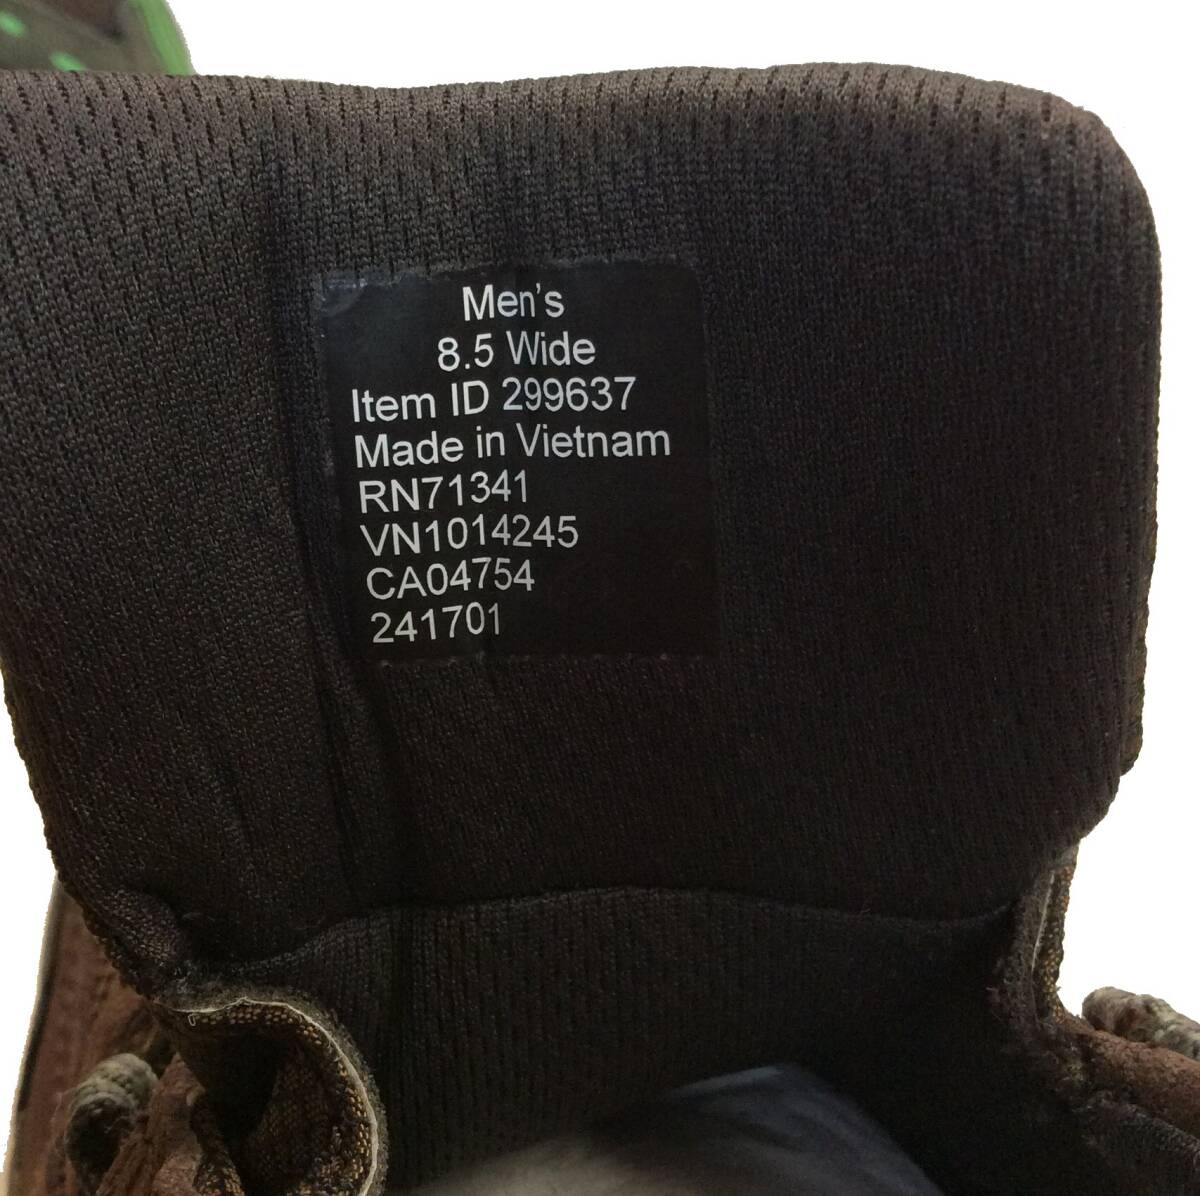 Men's
8.5 Wide
Item ID 299637
Made in Vietnam
RN71341
VN1014245
CA04754
241701